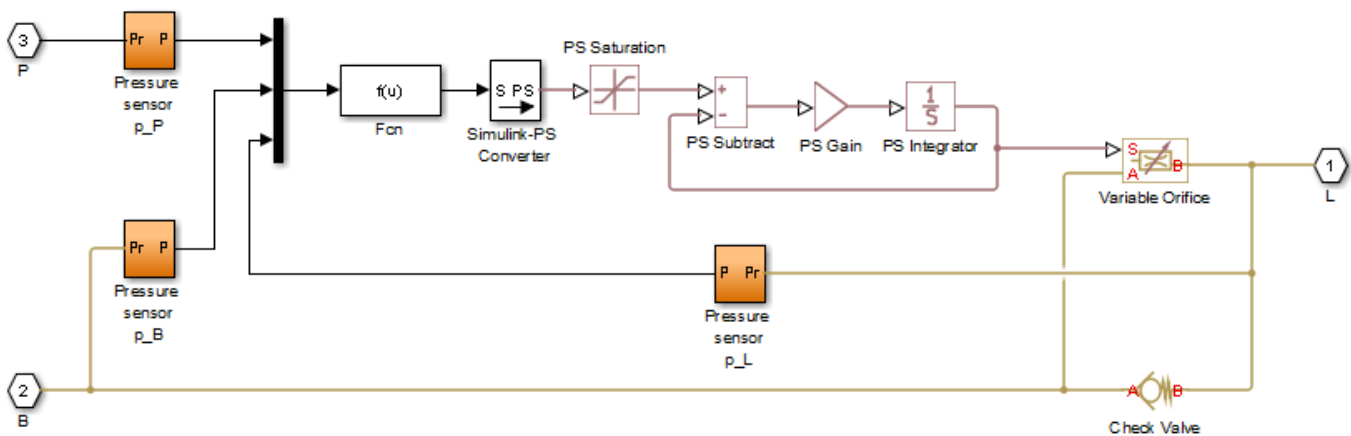 3
P
Pr P
Pressure
sensor
p_P
f(u)
Fcn
S PS
Simulink-PS
Converter
PS Saturation
+
−
PS Subtract
PS Gain
1
S
PS Integrator
S
A
B
Variable Orifice
1
L
Pr P
Pressure
sensor
p_B
P Pr
Pressure
sensor
p_L
2
B
A
B
Check Valve